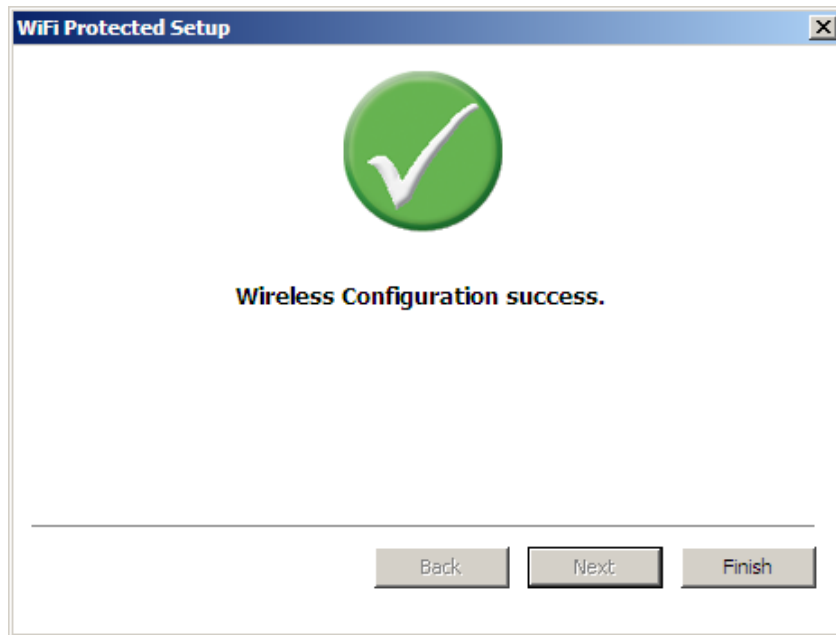 WiFi Protected Setup
Wireless Configuration success.
Back Next Finish